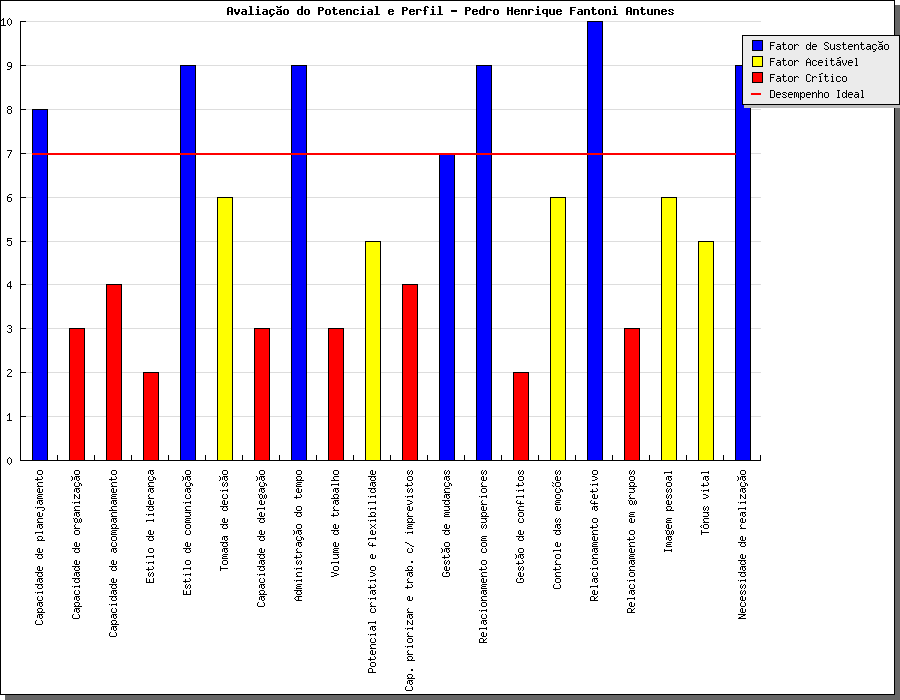 Avaliação do Potencial e Perfil - Pedro Henrique Fantoni Antunes
10
9
8
7
6
5
4
3
2
1
0
Fator de Sustentação
Fator Aceitável
Fator Crítico
Desempenho Ideal
Capacidade de planejamento
Capacidade de organização
Capacidade de acompanhamento
Estilo de liderança
Estilo de comunicação
Tomada de decisão
Capacidade de delegação
Administração do tempo
Volume de trabalho
Potencial criativo e flexibilidade
Cap. priorizar e trab. c/ imprevistos
Gestão de mudanças
Relacionamento com superiores
Gestão de conflitos
Controle das emoções
Relacionamento afetivo
Relacionamento em grupos
Imagem pessoal
Tônus vital
Necessidade de realização